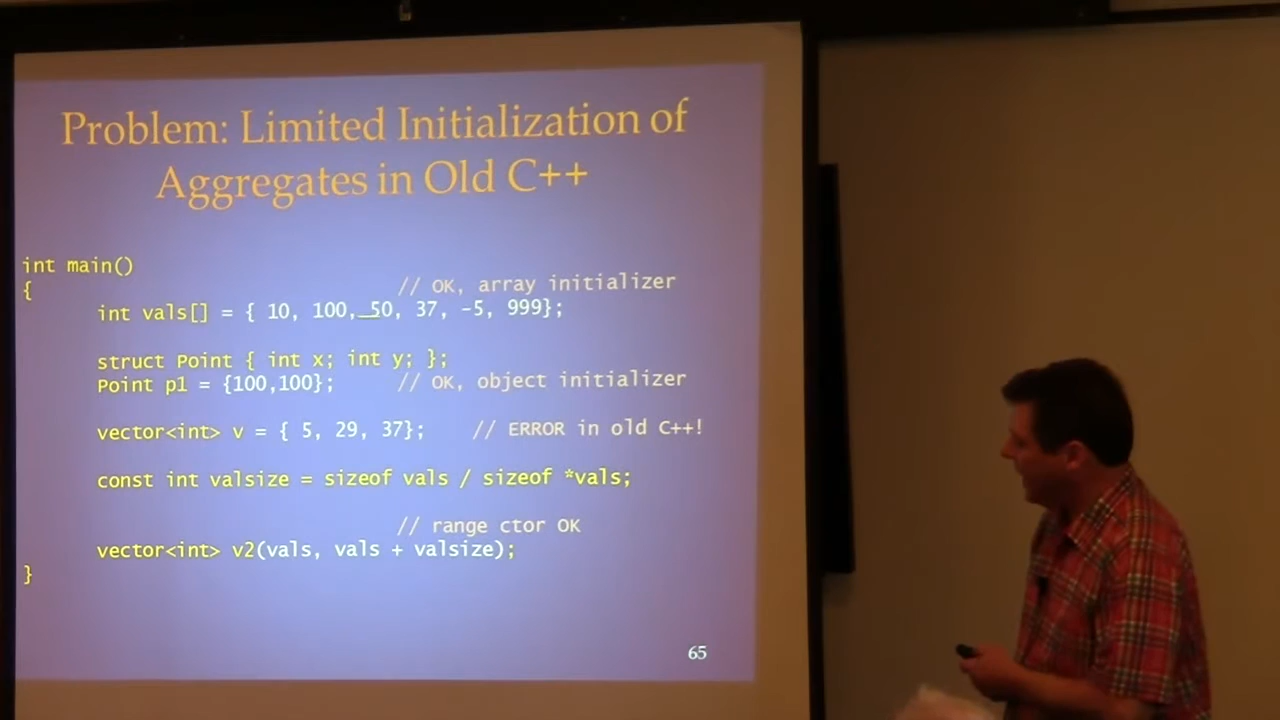 Problem: Limited Initialization of
Aggregates in Old C++
int main()
{
// OK, array initializer
int vals[] = { 10, 100, 50, 37, -5, 999};
struct Point { int x; int y; };
Point p1 = {100,100}; // OK, object initializer
vector<int> v = { 5, 29, 37}; // ERROR in old C++!
const int valsize = sizeof vals / sizeof *vals;
// range ctor OK
vector<int> v2(vals, vals + valsize);
}
65